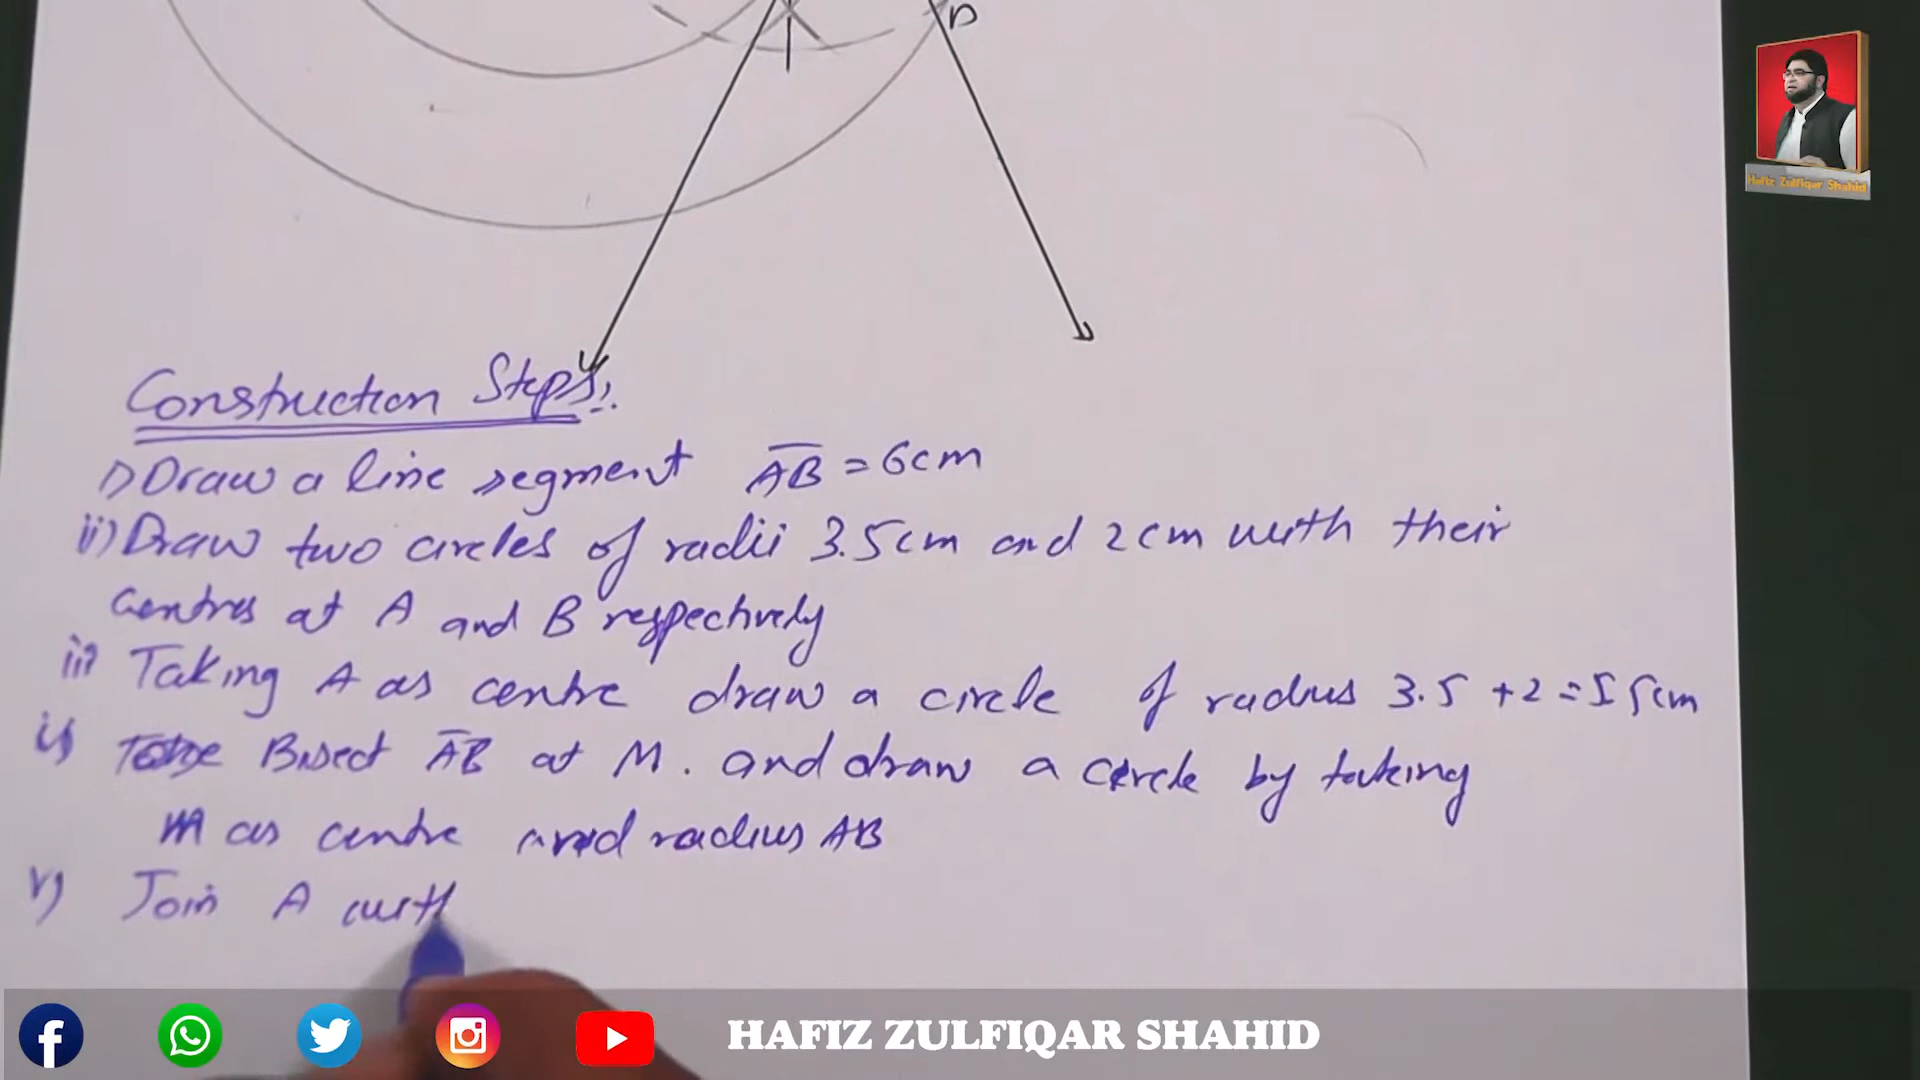 D
Hafiz Zulfiqar Shahid
Construction Steps:
i) Draw a line segment AB = 6cm
ii) Draw two circles of radii 3.5cm and 2cm with their
centres at A and B respectively
iii) Taking A as centre draw a circle of radius 3.5 + 2 = 5.5cm
iv) Bisect AB at M. and draw a circle by taking
M as centre and radius AB
v) Join A with
HAFIZ ZULFIQAR SHAHID